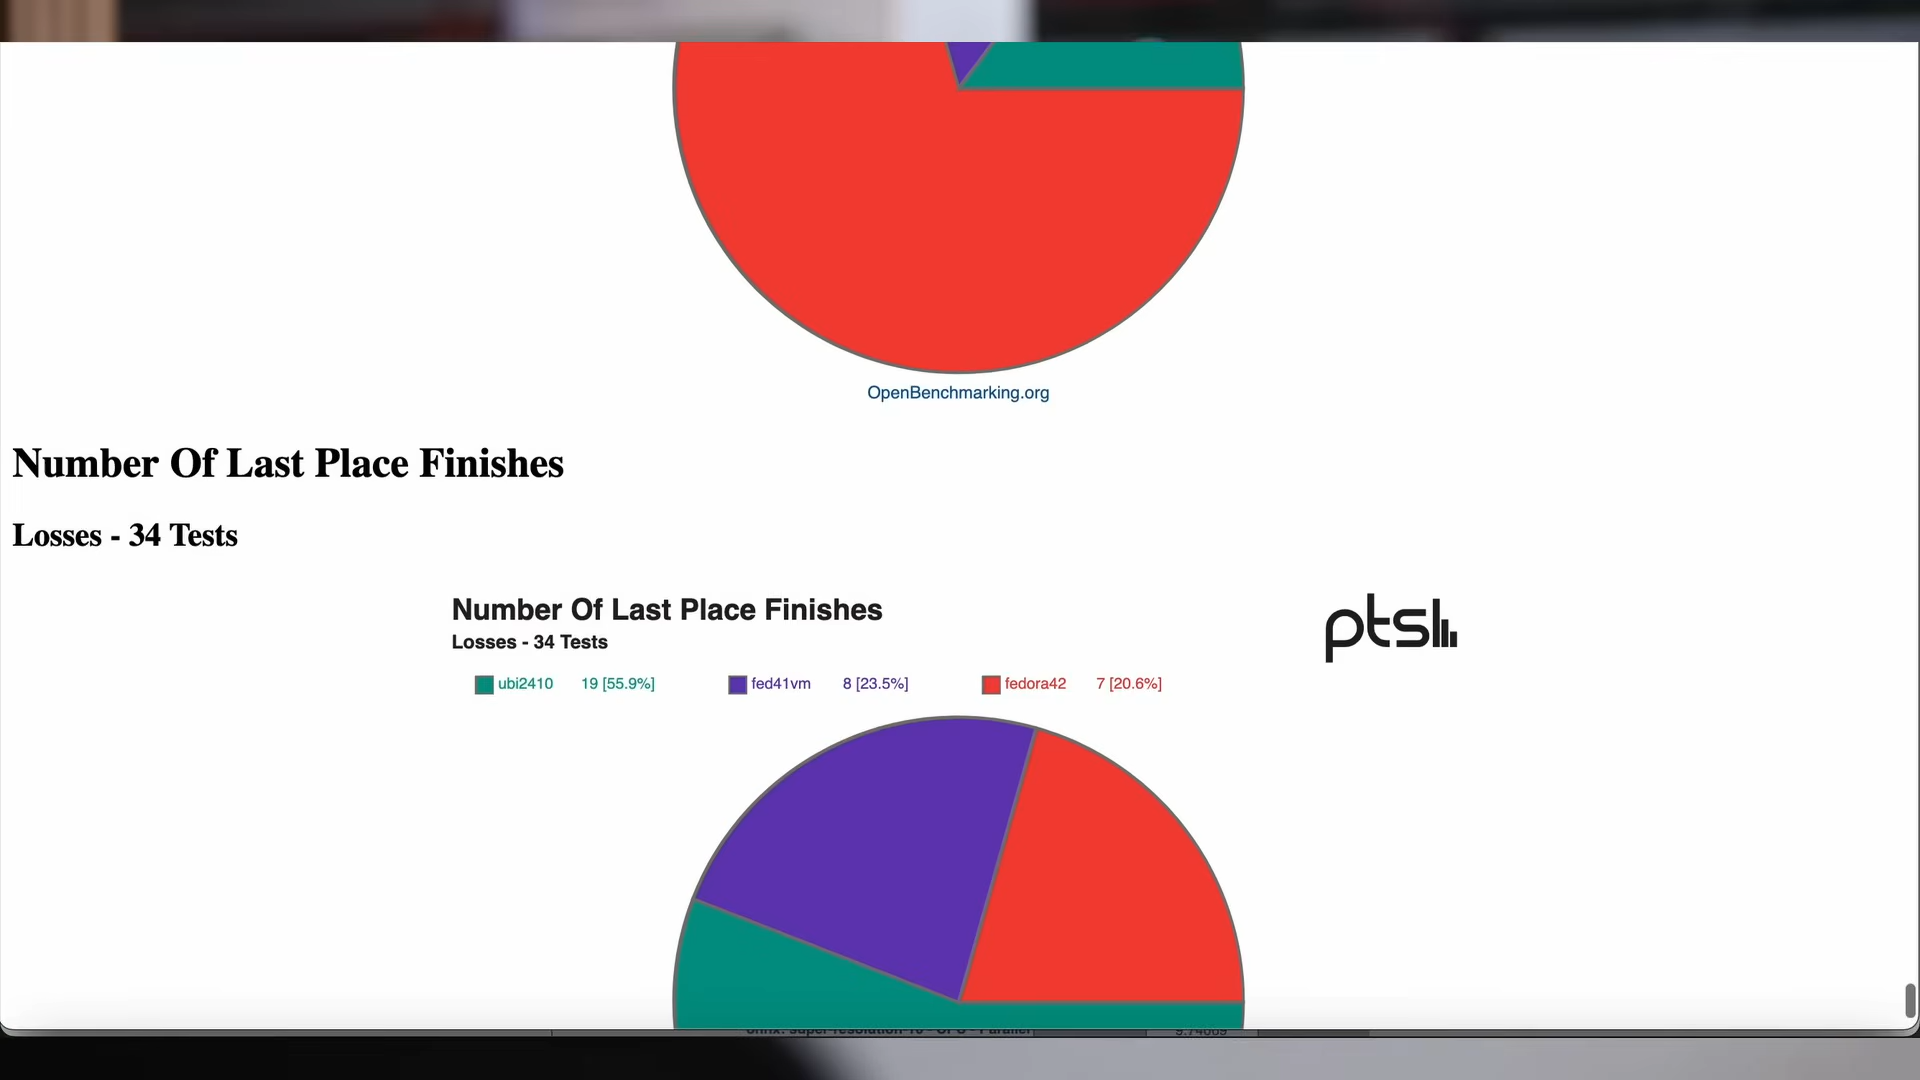 OpenBenchmarking.org
Number Of Last Place Finishes
Losses - 34 Tests
Number Of Last Place Finishes
Losses - 34 Tests
ptsl
ubi2410 19 [55.9%] fed41vm 8 [23.5%] fedora42 7 [20.6%]